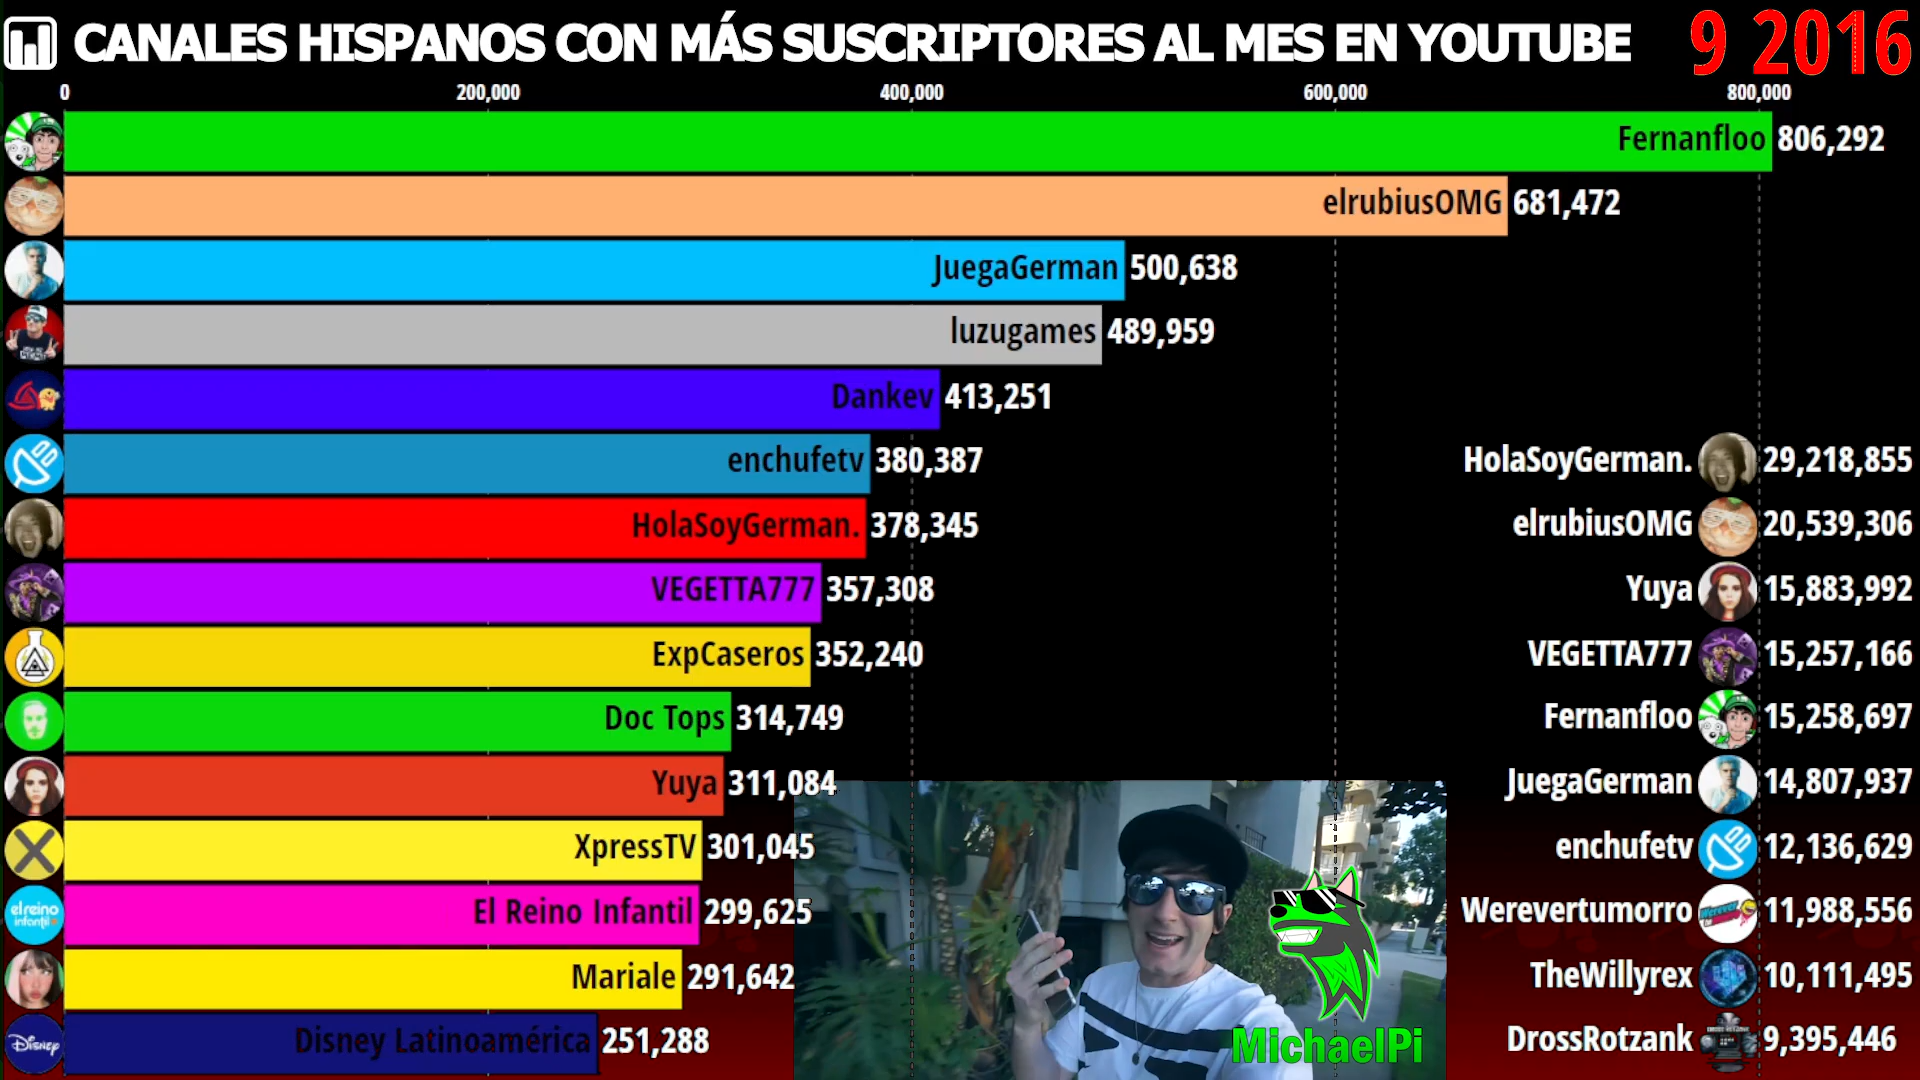 CANALES HISPANOS CON MÁS SUSCRIPTORES AL MES EN YOUTUBE 9 2016
0 200,000 400,000 600,000 800,000
Fernanfloo 806,292
elrubiusOMG 681,472
JuegaGerman 500,638
luzugames 489,959
Dankev 413,251
enchufetv 380,387
HolaSoyGerman. 378,345
VEGETTA777 357,308
ExpCaseros 352,240
Doc Tops 314,749
Yuya 311,084
XpressTV 301,045
el reino infantil
El Reino Infantil 299,625
Mariale 291,642
Disney
Disney Latinoamérica 251,288
HolaSoyGerman. 29,218,855
elrubiusOMG 20,539,306
Yuya 15,883,992
VEGETTA777 15,257,166
Fernanfloo 15,258,697
JuegaGerman 14,807,937
enchufetv 12,136,629
Werevertumorro 11,988,556
TheWillyrex 10,111,495
DrossRotzank 9,395,446
MichaelPi